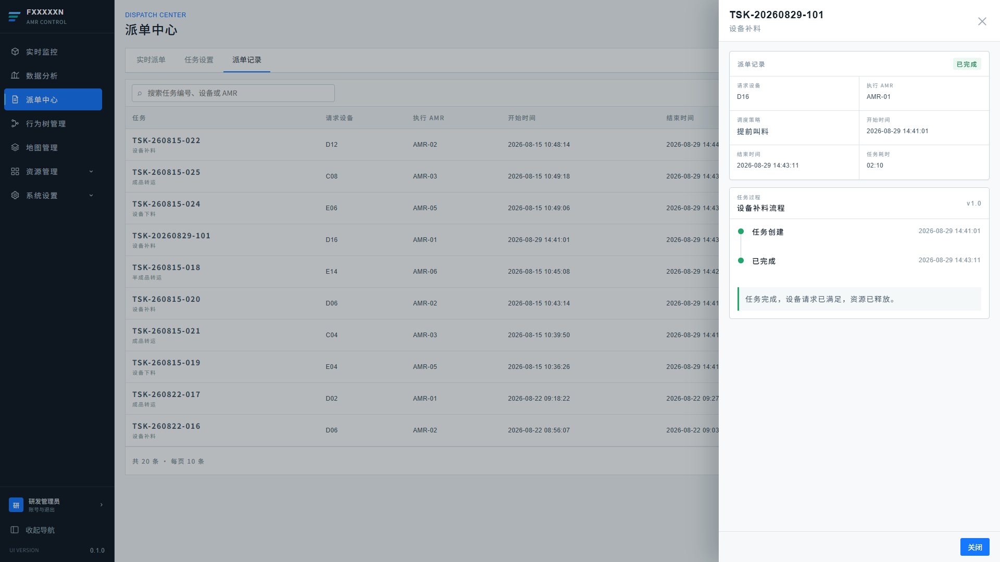 FXXXXXN
AMR CONTROL
实时监控
数据分析
派单中心
行为树管理
地图管理
资源管理
系统设置
研
研发管理员
账号与退出
收起导航
UI VERSION 0.1.0
DISPATCH CENTER
派单中心
实时派单 任务设置 派单记录
搜索任务编号、设备或 AMR
任务 请求设备 执行 AMR 开始时间 结束时间
TSK-260815-022
设备补料
D12 AMR-02 2026-08-15 10:48:14 2026-08-29 14:44
TSK-260815-025
成品转运
C08 AMR-03 2026-08-15 10:49:18 2026-08-29 14:43
TSK-260815-024
设备下料
E06 AMR-05 2026-08-15 10:49:06 2026-08-29 14:43
TSK-20260829-101
设备补料
D16 AMR-01 2026-08-29 14:41:01 2026-08-29 14:43
TSK-260815-018
半成品转运
E14 AMR-06 2026-08-15 10:45:08 2026-08-29 14:42
TSK-260815-020
设备补料
D06 AMR-02 2026-08-15 10:43:14 2026-08-29 14:41
TSK-260815-021
成品转运
C04 AMR-03 2026-08-15 10:39:50 2026-08-29 14:41
TSK-260815-019
设备下料
E04 AMR-05 2026-08-15 10:36:26 2026-08-29 14:41
TSK-260822-017
成品转运
D02 AMR-01 2026-08-22 09:18:22 2026-08-22 09:27
TSK-260822-016
设备补料
D06 AMR-02 2026-08-22 08:56:07 2026-08-22 09:03
共 20 条 · 每页 10 条
TSK-20260829-101
设备补料
派单记录 已完成
请求设备 执行 AMR
D16 AMR-01
调度策略 开始时间
提前叫料 2026-08-29 14:41:01
结束时间 任务耗时
2026-08-29 14:43:11 02:10
任务过程
设备补料流程 v1.0
任务创建 2026-08-29 14:41:01
已完成 2026-08-29 14:43:11
任务完成，设备请求已满足，资源已释放。
关闭